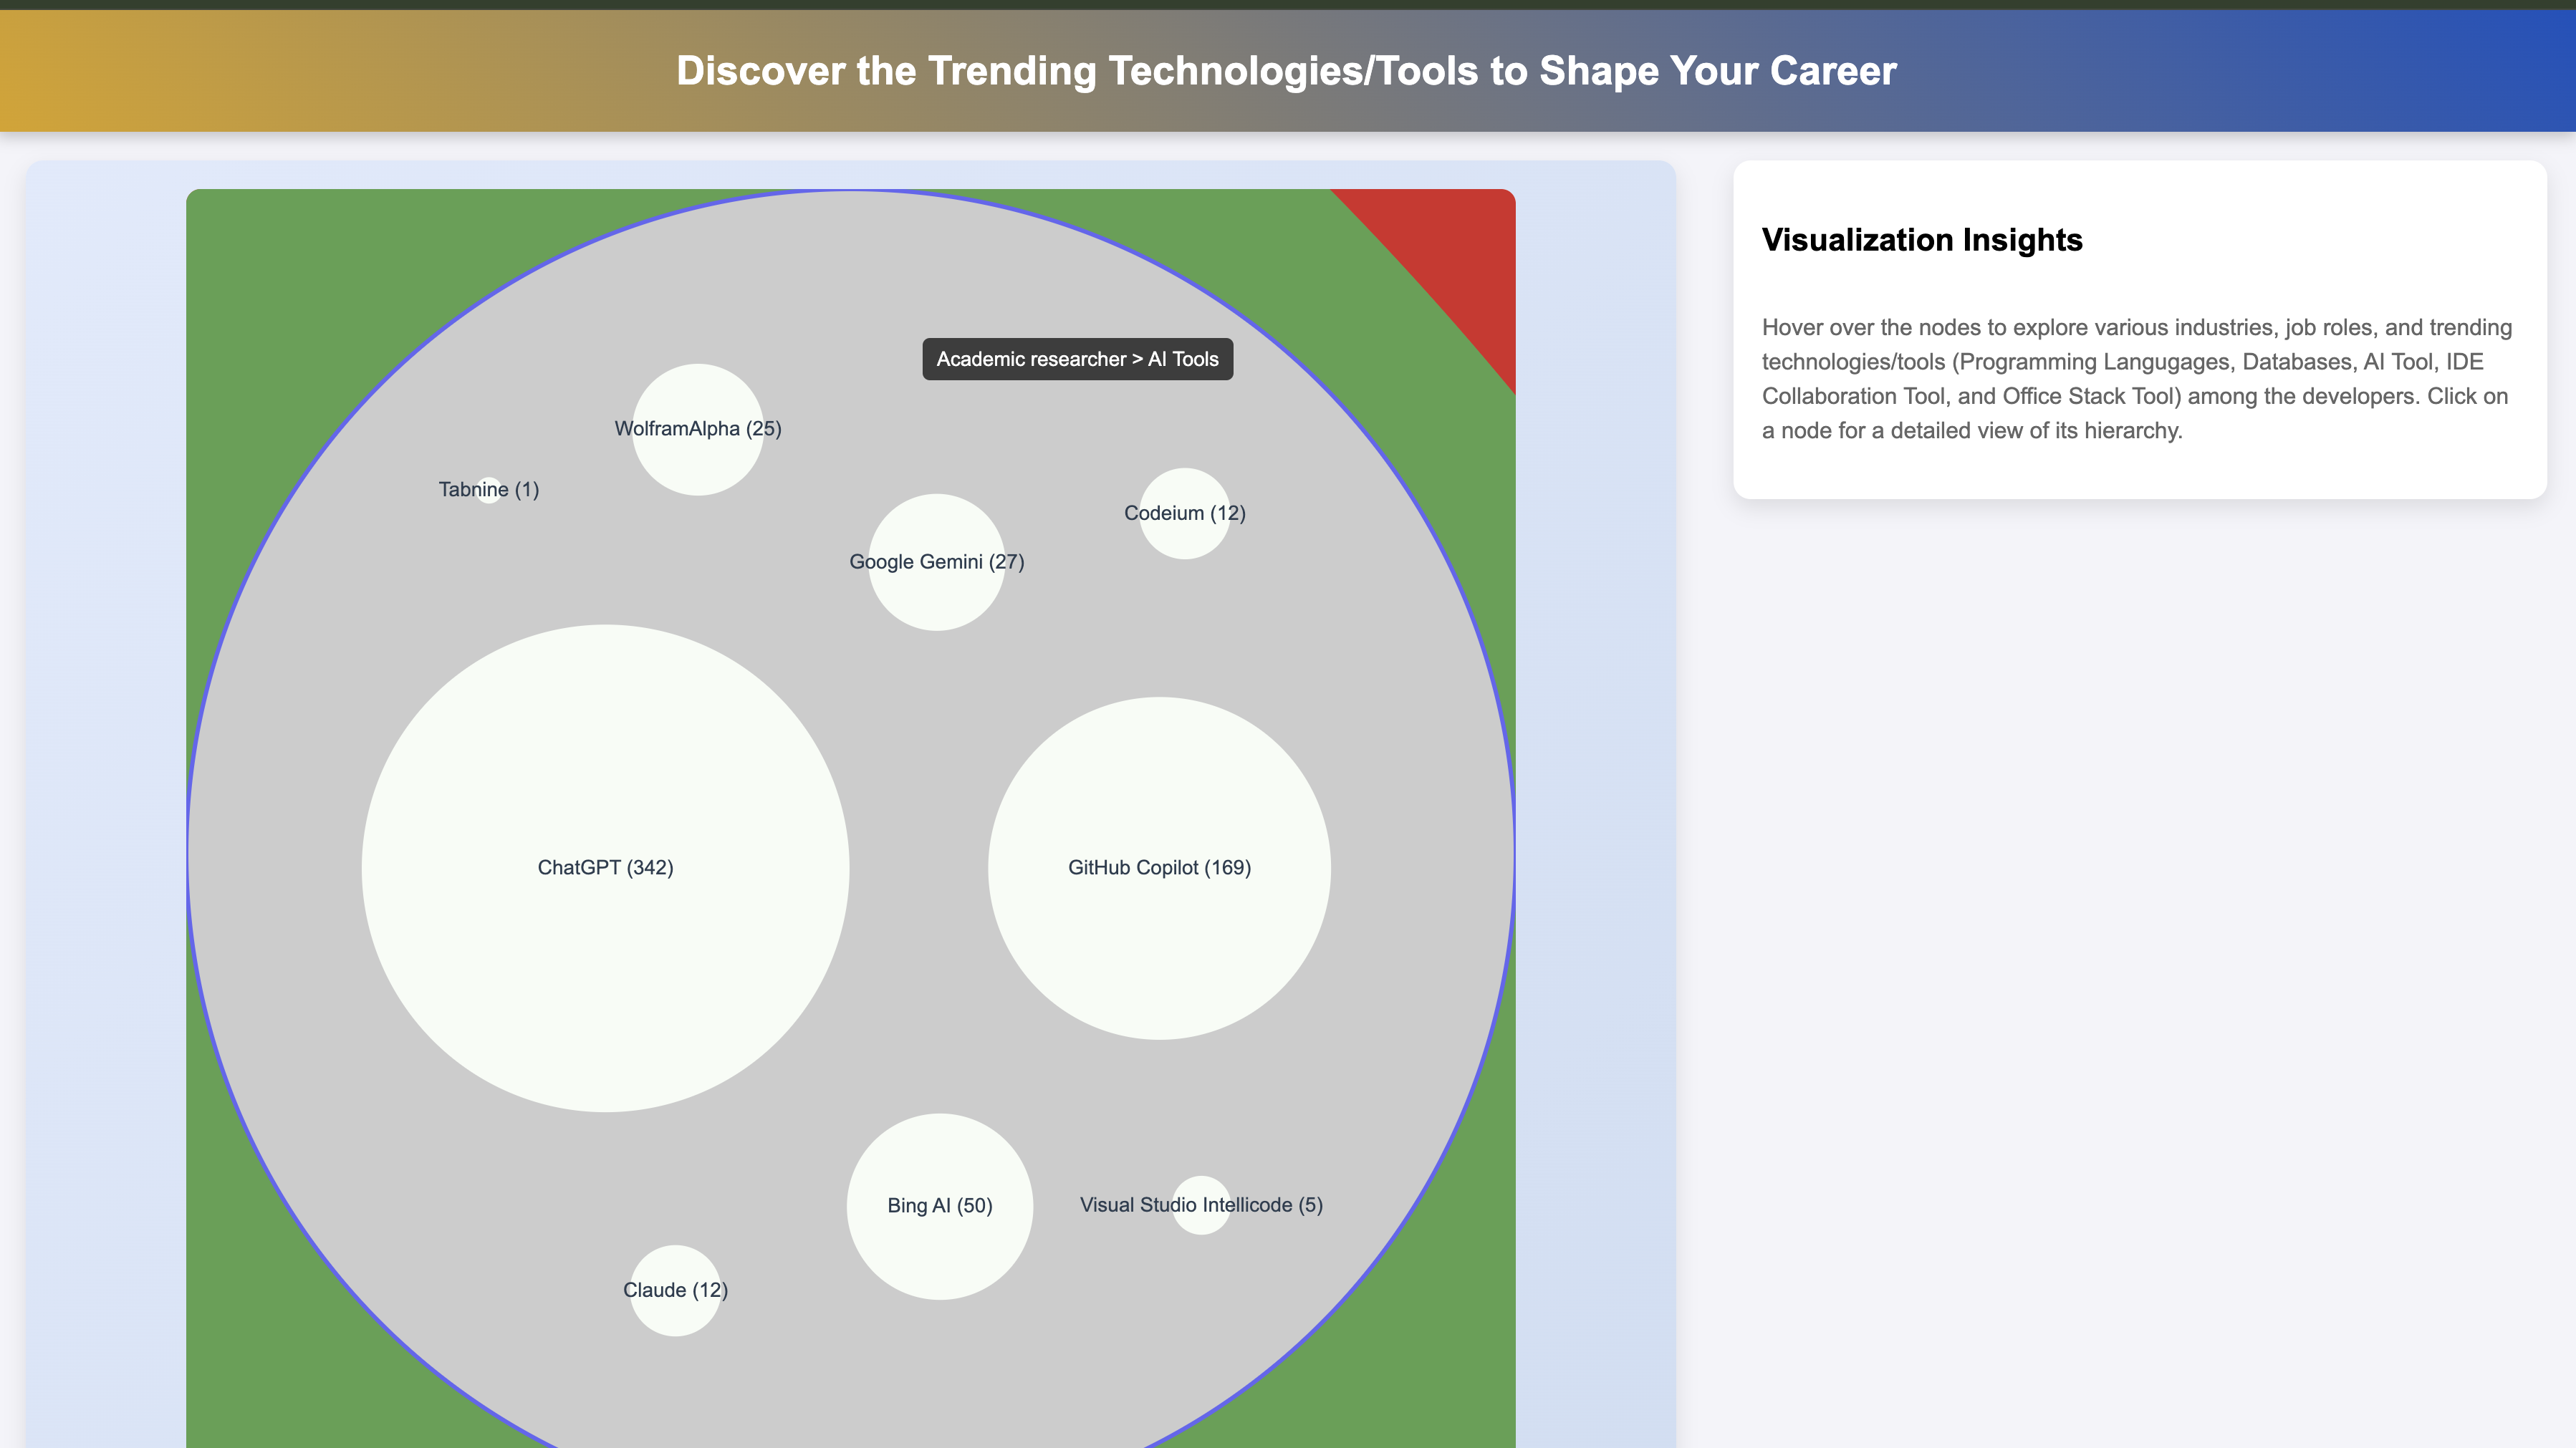 Discover the Trending Technologies/Tools to Shape Your Career
Visualization Insights
Hover over the nodes to explore various industries, job roles, and trending
technologies/tools (Programming Langugages, Databases, AI Tool, IDE
Collaboration Tool, and Office Stack Tool) among the developers. Click on
a node for a detailed view of its hierarchy.
Academic researcher > AI Tools
WolframAlpha (25)
Tabnine (1)
Codeium (12)
Google Gemini (27)
ChatGPT (342)
GitHub Copilot (169)
Bing AI (50)
Visual Studio Intellicode (5)
Claude (12)